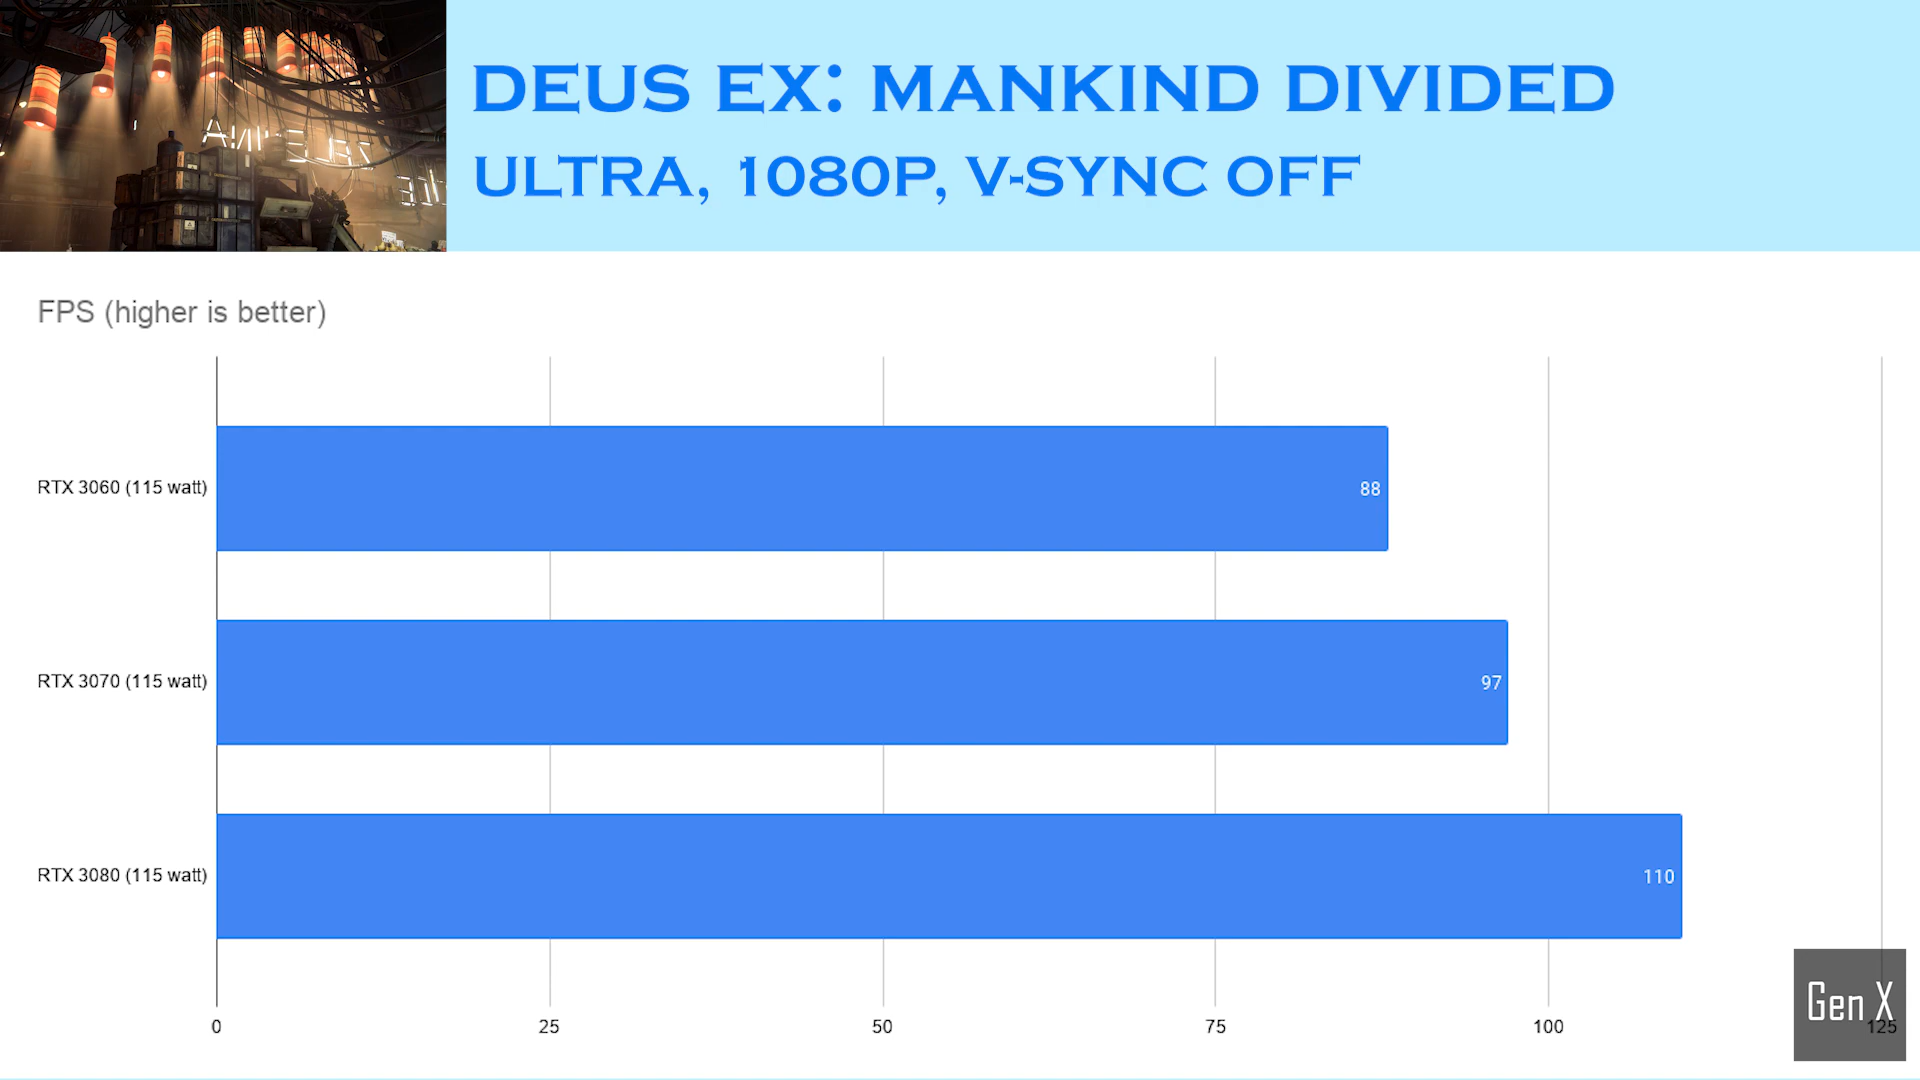 DEUS EX: MANKIND DIVIDED
ULTRA, 1080P, V-SYNC OFF
FPS (higher is better)
RTX 3060 (115 watt)
88
RTX 3070 (115 watt)
97
RTX 3080 (115 watt)
110
0
25
50
75
100
125
Gen X